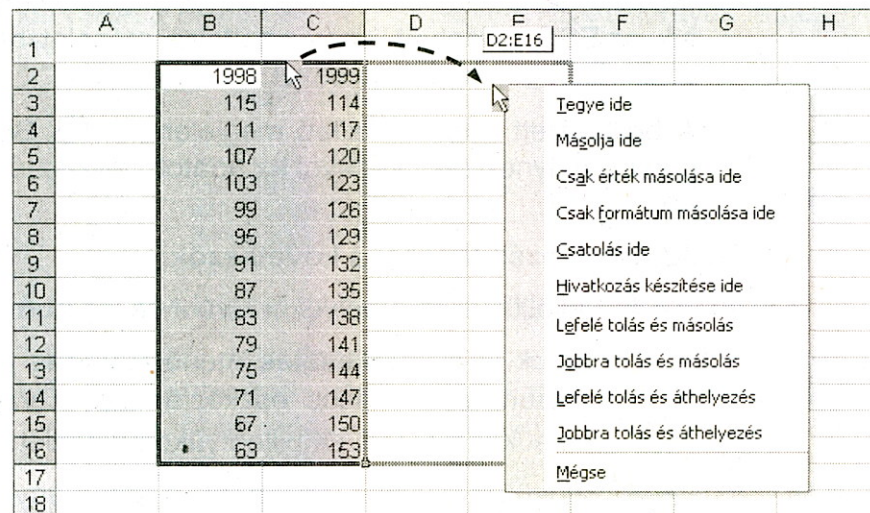 A B C D E F G H
D2:E16
1
2 1998 1999
3 115 114
4 111 117
5 107 120
6 103 123
7 99 126
8 95 129
9 91 132
10 87 135
11 83 138
12 79 141
13 75 144
14 71 147
15 67 150
16 63 153
17
18
Tegye ide
Másolja ide
Csak érték másolása ide
Csak formátum másolása ide
Csatolás ide
Hivatkozás készítése ide
Lefelé tolás és másolás
Jobbra tolás és másolás
Lefelé tolás és áthelyezés
Jobbra tolás és áthelyezés
Mégse